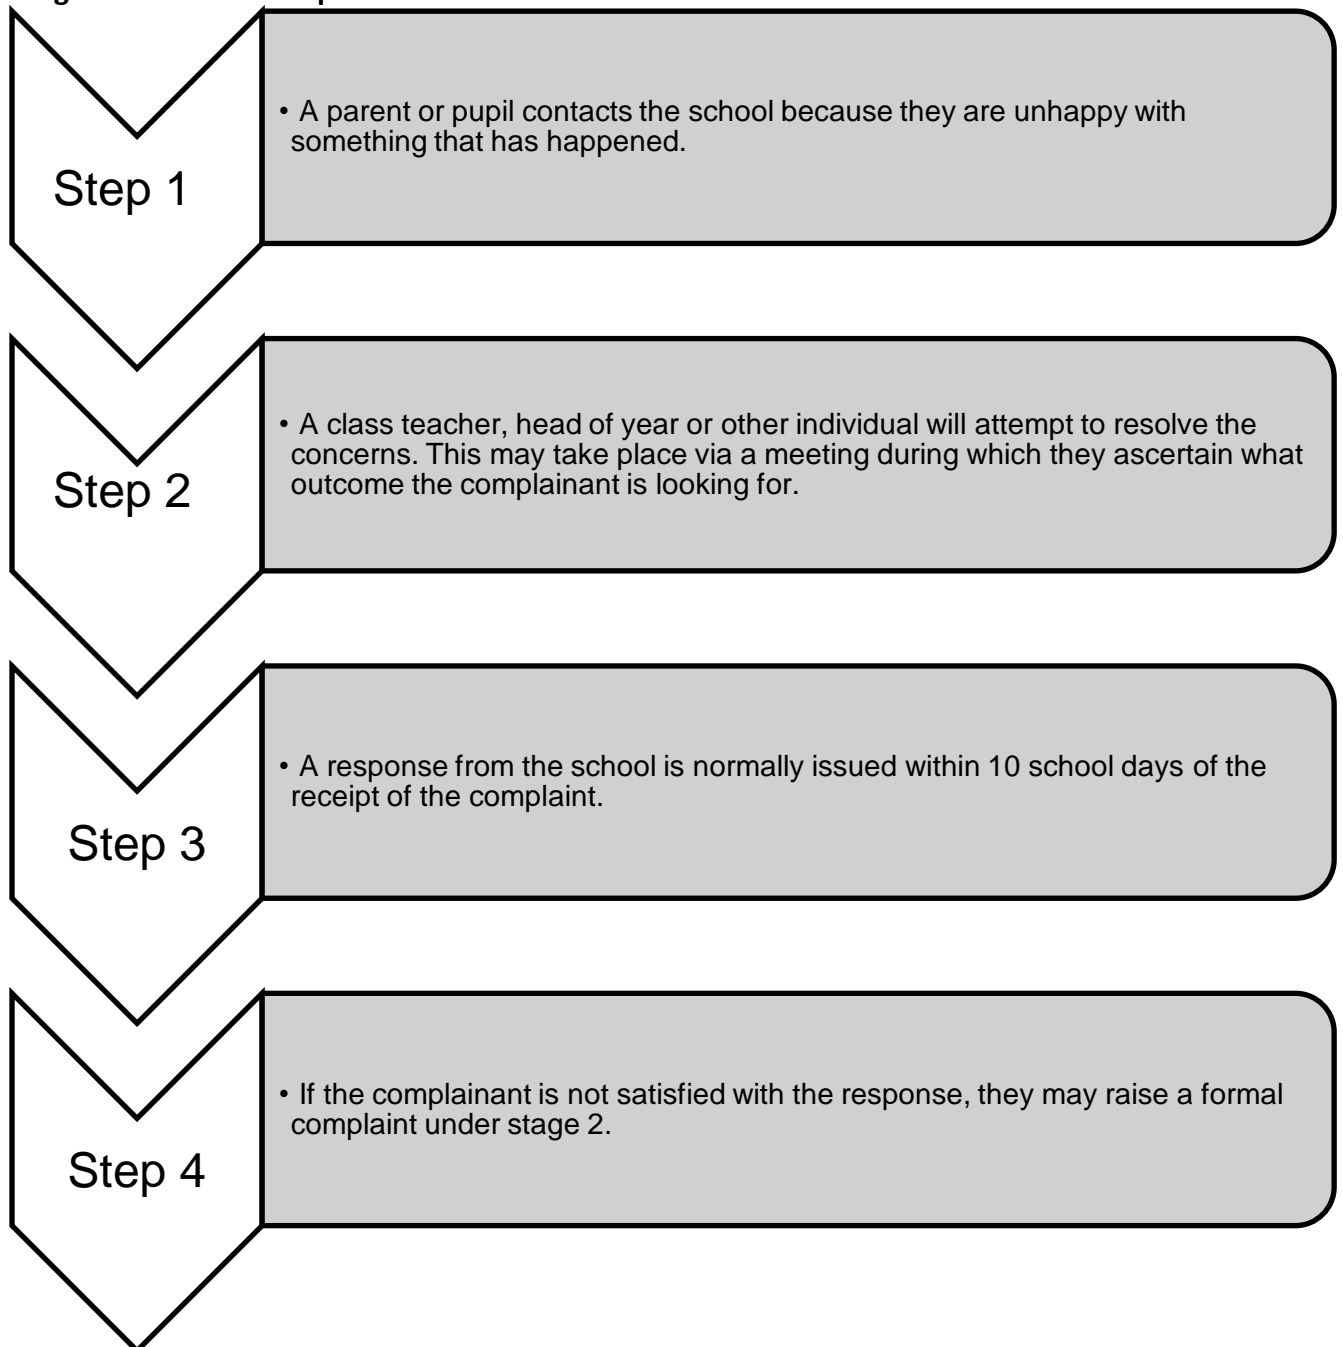 Step 1
• A parent or pupil contacts the school because they are unhappy with
something that has happened.
Step 2
• A class teacher, head of year or other individual will attempt to resolve the
concerns. This may take place via a meeting during which they ascertain what
outcome the complainant is looking for.
Step 3
• A response from the school is normally issued within 10 school days of the
receipt of the complaint.
Step 4
• If the complainant is not satisfied with the response, they may raise a formal
complaint under stage 2.